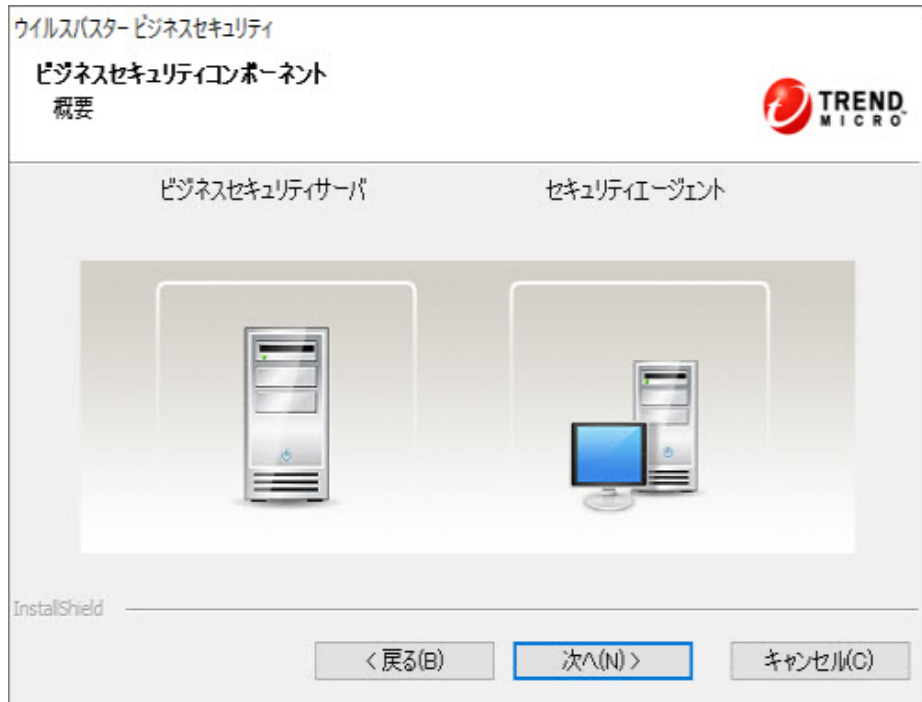 ウイルスバスター ビジネスセキュリティ
ビジネスセキュリティコンポーネント
概要
TREND
MICRO
ビジネスセキュリティサーバ
セキュリティエージェント
InstallShield
< 戻る(B)
次へ(N) >
キャンセル(C)